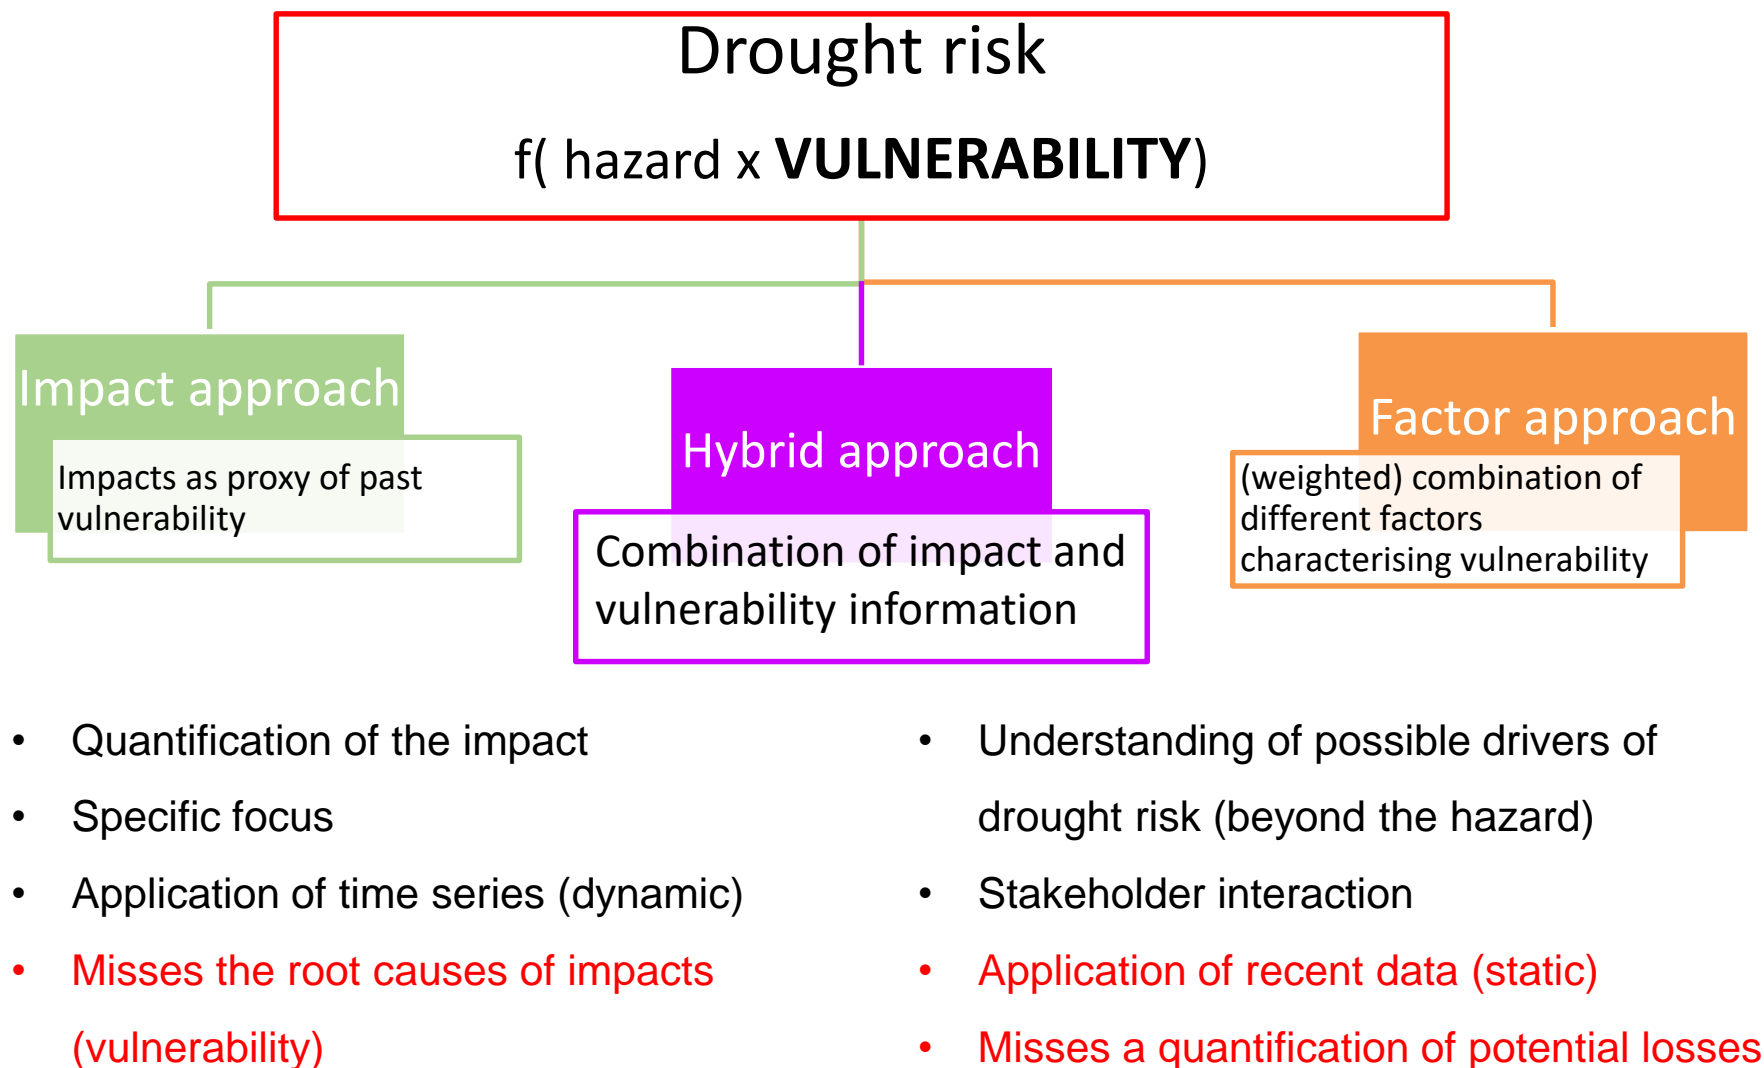 Drought risk
f( hazard x VULNERABILITY)
Impact approach
Impacts as proxy of past
vulnerability
Hybrid approach
Combination of impact and
vulnerability information
Factor approach
(weighted) combination of
different factors
characterising vulnerability
• Quantification of the impact
• Specific focus
• Application of time series (dynamic)
• Misses the root causes of impacts
(vulnerability)
• Understanding of possible drivers of
drought risk (beyond the hazard)
• Stakeholder interaction
• Application of recent data (static)
• Misses a quantification of potential losses